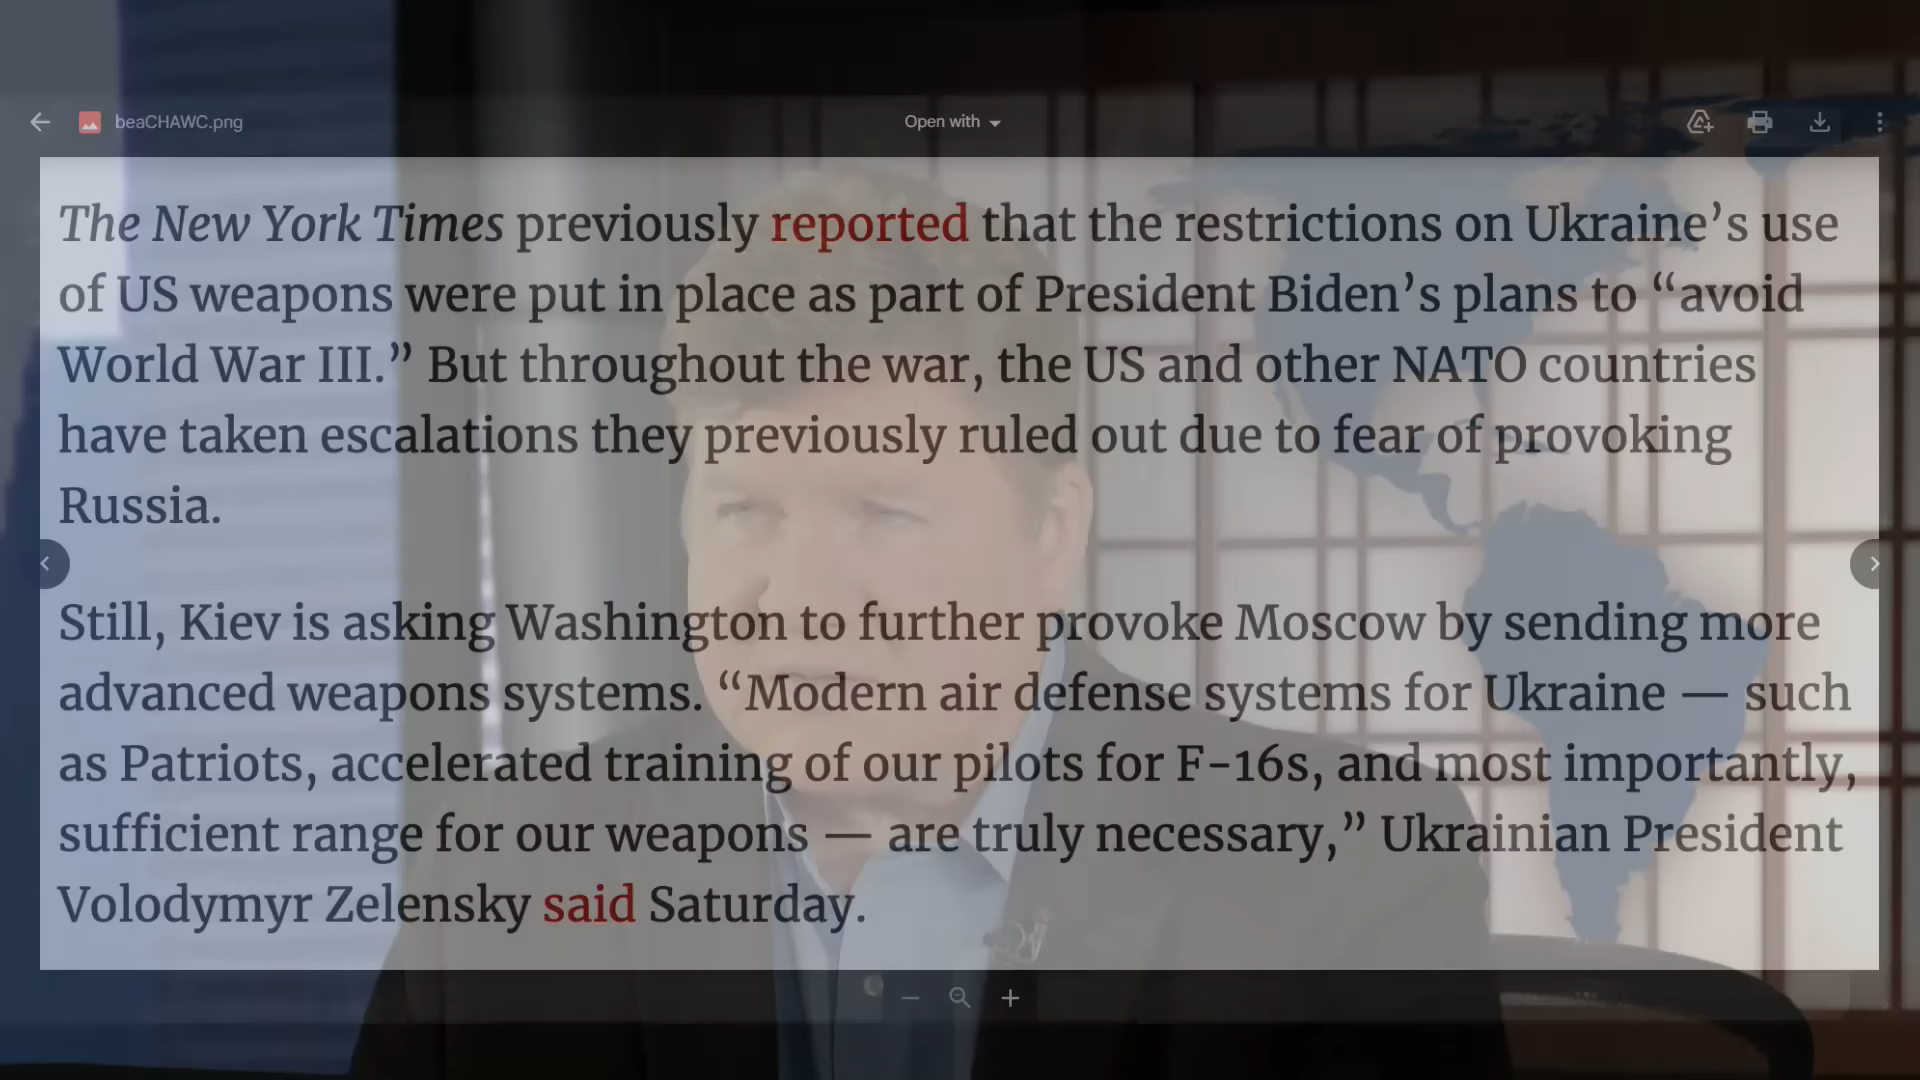 beaCHAWC.png
Open with
The New York Times previously reported that the restrictions on Ukraine’s use
of US weapons were put in place as part of President Biden’s plans to “avoid
World War III.” But throughout the war, the US and other NATO countries
have taken escalations they previously ruled out due to fear of provoking
Russia.
Still, Kiev is asking Washington to further provoke Moscow by sending more
advanced weapons systems. “Modern air defense systems for Ukraine — such
as Patriots, accelerated training of our pilots for F-16s, and most importantly,
sufficient range for our weapons — are truly necessary,” Ukrainian President
Volodymyr Zelensky said Saturday.